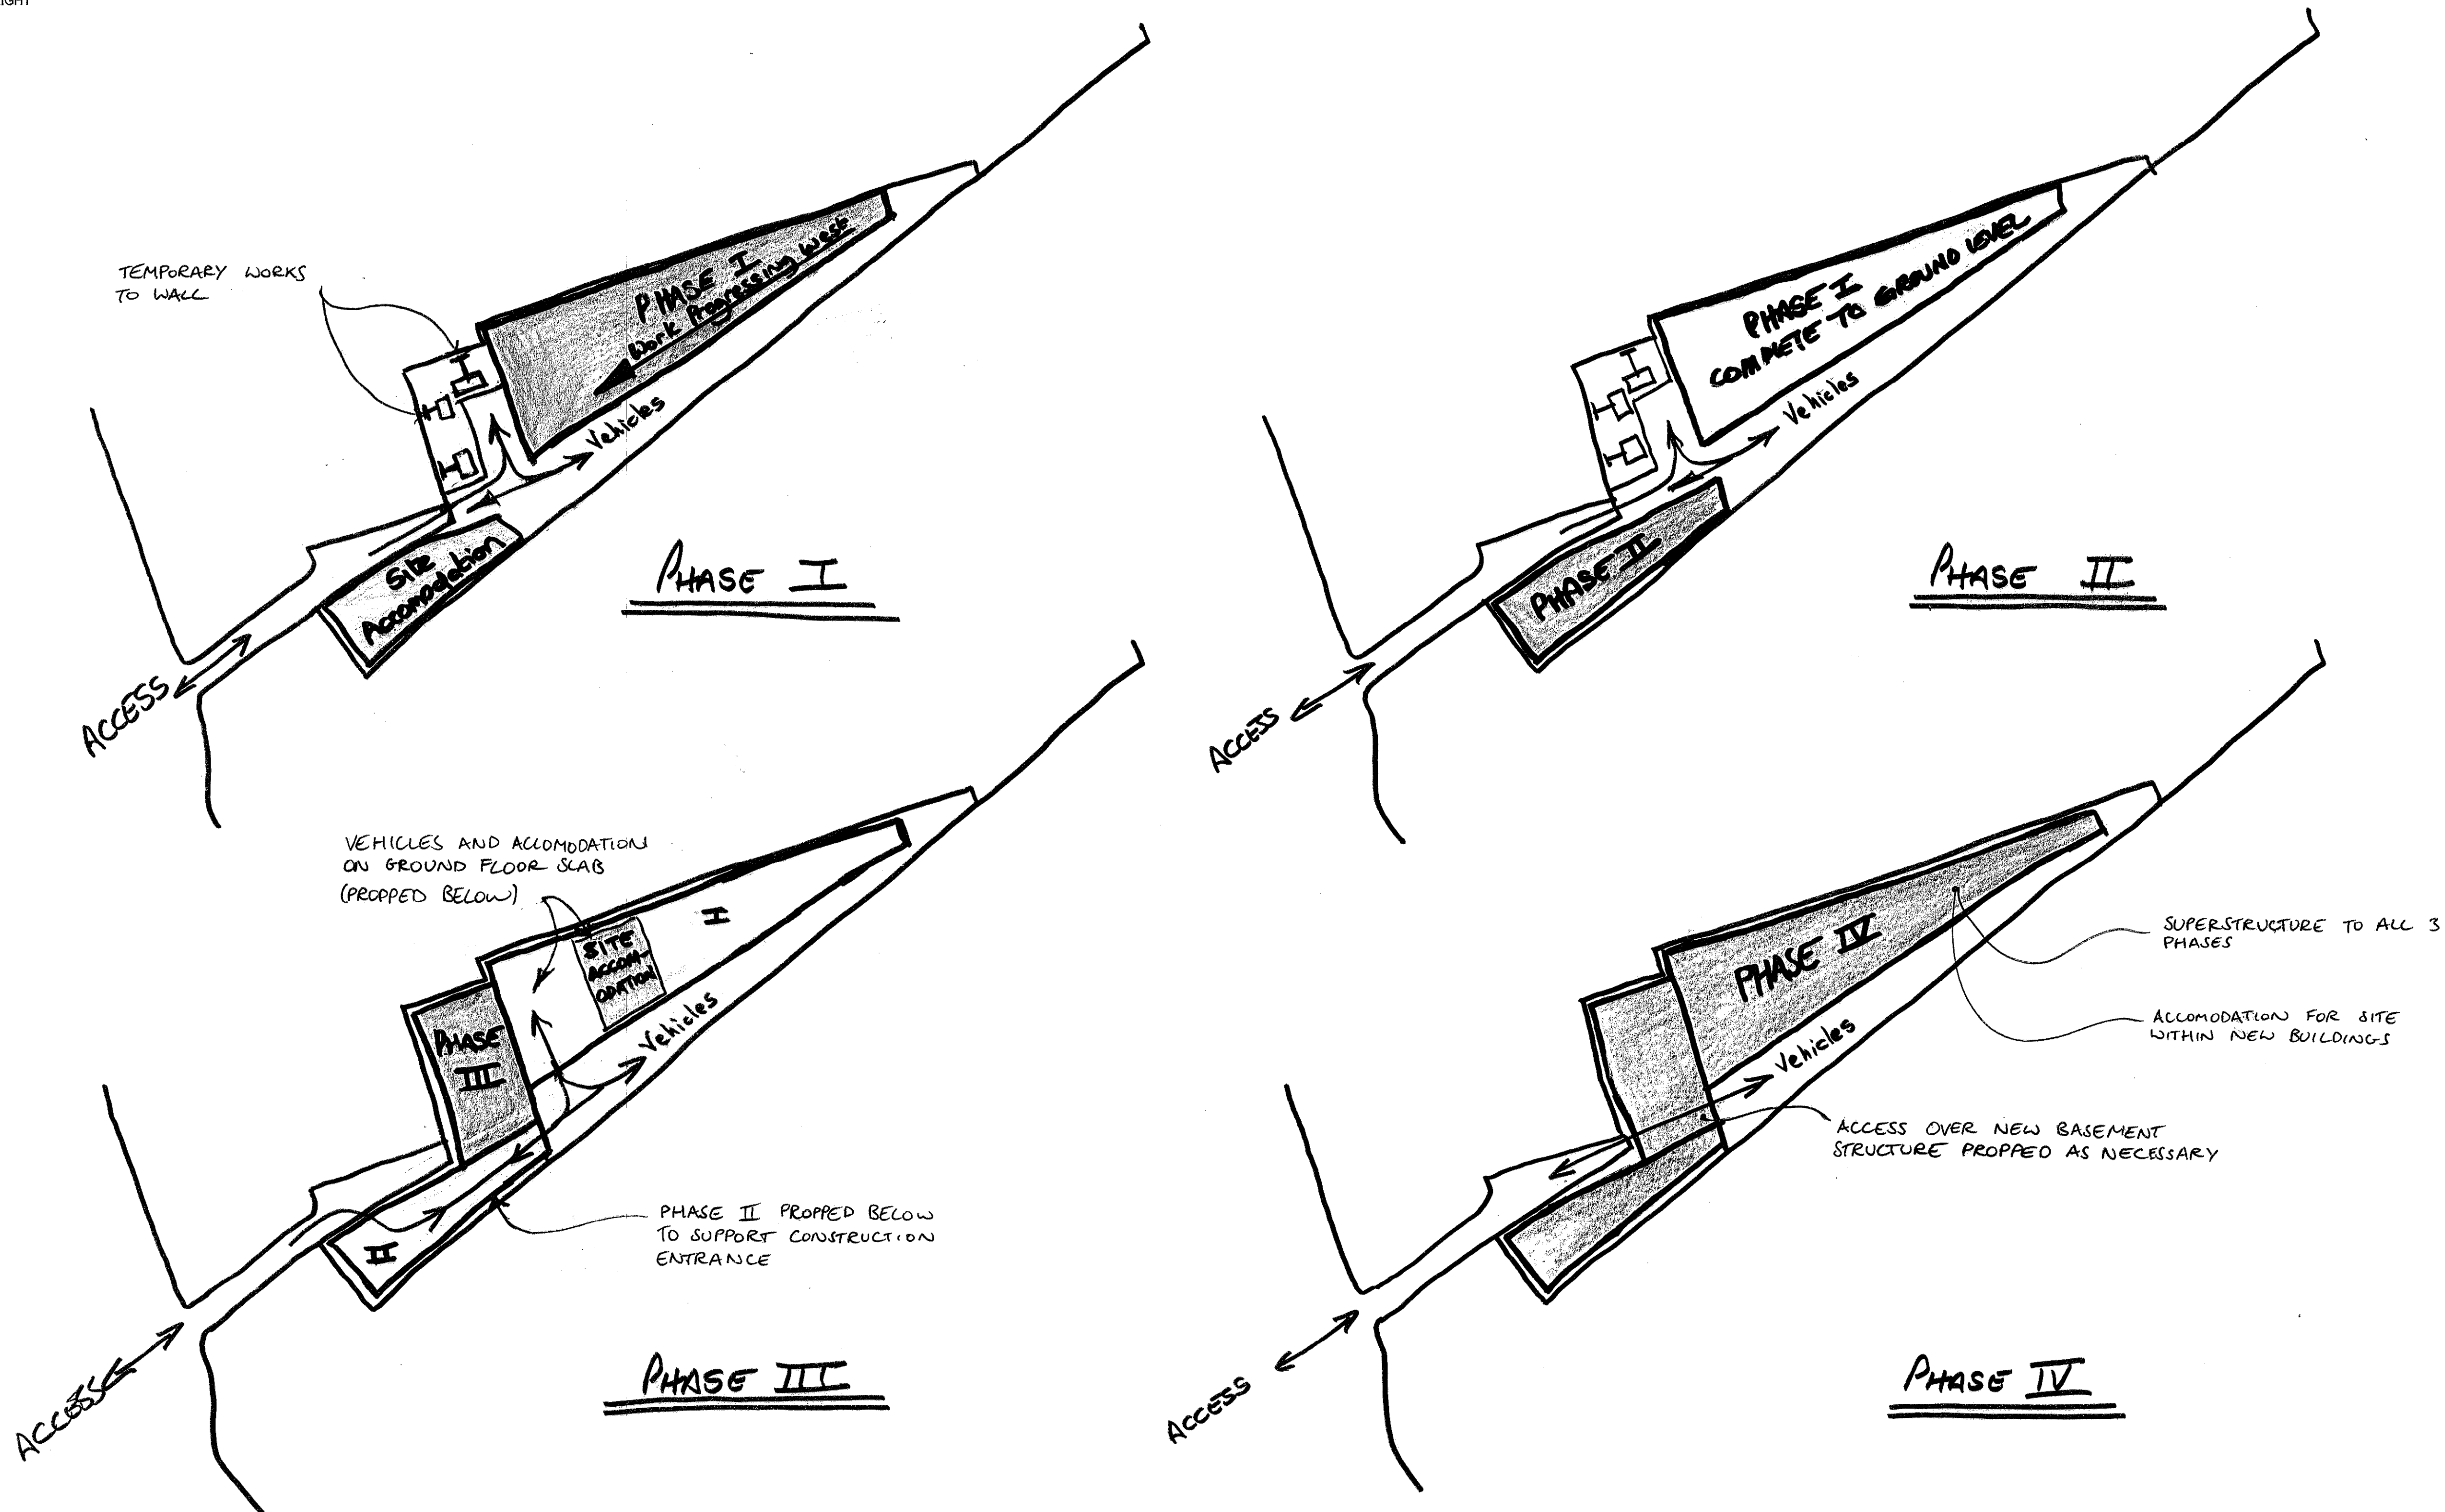 IGHT
TEMPORARY WORKS
TO WALL
PHASE I
Work Progressing West
Vehicles
Site
Accomodation
ACCESS
PHASE I
PHASE I
COMPLETE TO GROUND LEVEL
Vehicles
PHASE II
ACCESS
PHASE II
VEHICLES AND ACCOMODATION
ON GROUND FLOOR SLAB
(PROPPED BELOW)
I
SITE
ACCOM-
ODATION
PHASE
III
Vehicles
II
PHASE II PROPPED BELOW
TO SUPPORT CONSTRUCTION
ENTRANCE
ACCESS
PHASE III
PHASE IV
SUPERSTRUCTURE TO ALL 3
PHASES
ACCOMODATION FOR SITE
WITHIN NEW BUILDINGS
Vehicles
ACCESS OVER NEW BASEMENT
STRUCTURE PROPPED AS NECESSARY
ACCESS
PHASE IV